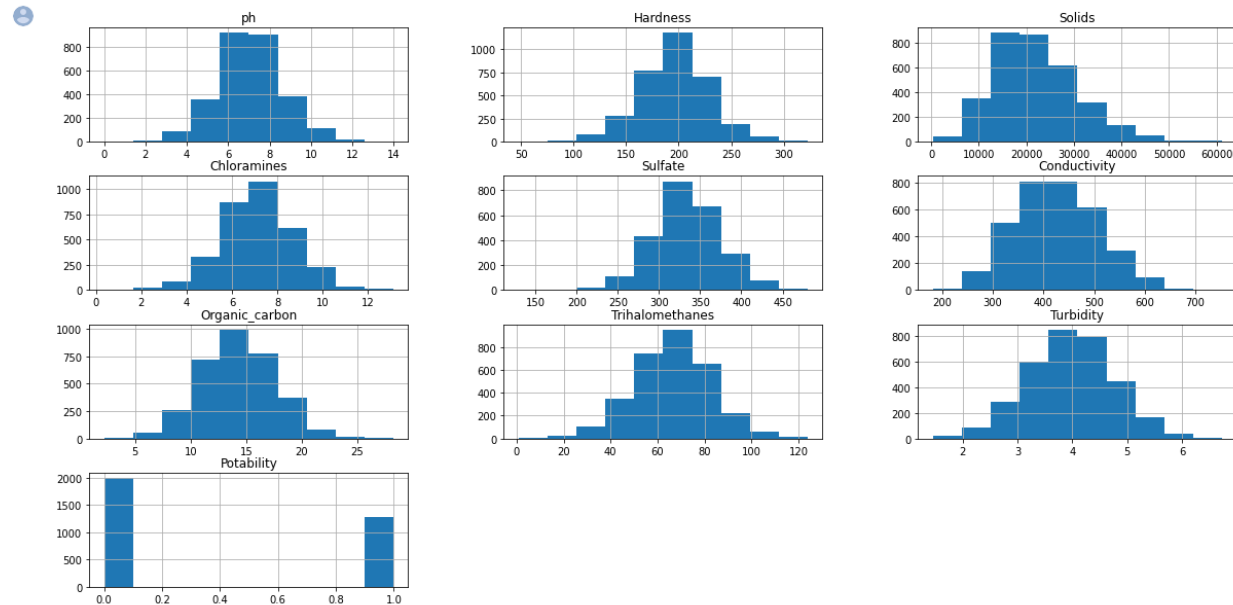 ph
800
600
400
200
0
0 2 4 6 8 10 12 14
Hardness
1000
750
500
250
0
50 100 150 200 250 300
Solids
800
600
400
200
0
0 10000 20000 30000 40000 50000 60000
Chloramines
1000
750
500
250
0
0 2 4 6 8 10 12
Sulfate
800
600
400
200
0
150 200 250 300 350 400 450
Conductivity
800
600
400
200
0
200 300 400 500 600 700
Organic_carbon
1000
750
500
250
0
5 10 15 20 25
Trihalomethanes
800
600
400
200
0
0 20 40 60 80 100 120
Turbidity
800
600
400
200
0
2 3 4 5 6
Potability
2000
1500
1000
500
0
0.0 0.2 0.4 0.6 0.8 1.0